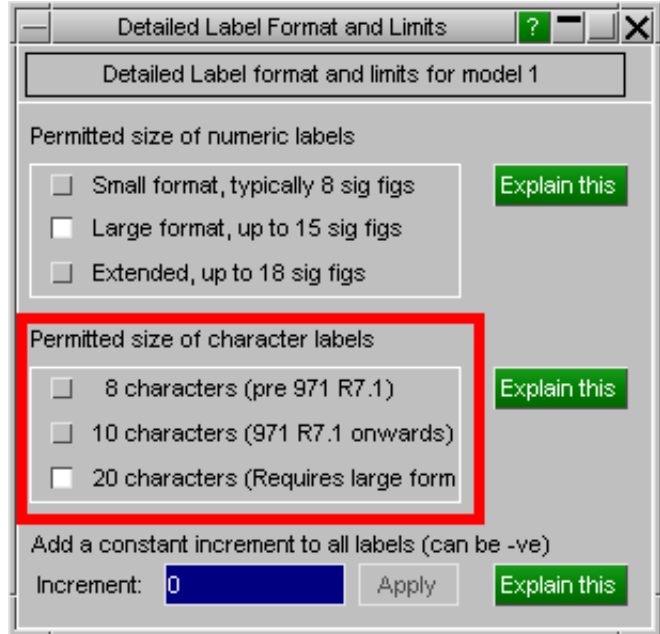 Detailed Label Format and Limits ?
Detailed Label format and limits for model 1
Permitted size of numeric labels
Small format, typically 8 sig figs Explain this
Large format, up to 15 sig figs
Extended, up to 18 sig figs
Permitted size of character labels
8 characters (pre 971 R7.1) Explain this
10 characters (971 R7.1 onwards)
20 characters (Requires large form
Add a constant increment to all labels (can be -ve)
Increment: 0 Apply Explain this